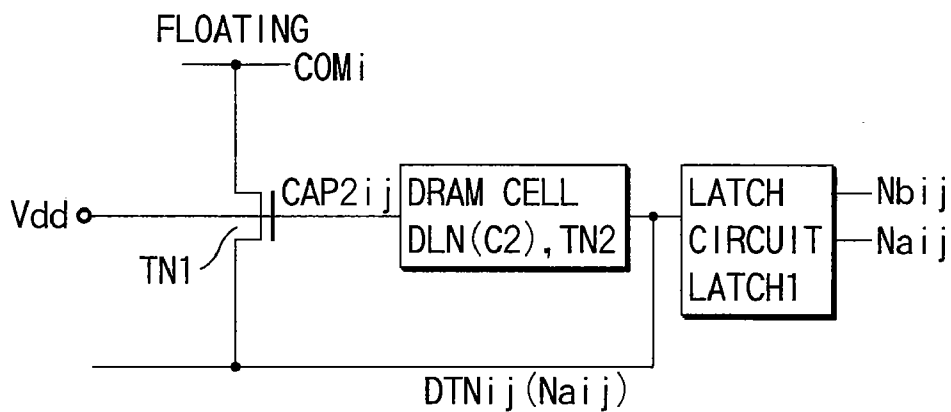 FLOATING
COMi
Vdd
TN1
CAP2ij
DRAM CELL
DLN(C2), TN2
LATCH
CIRCUIT
LATCH1
Nbij
Naij
DTNij(Naij)